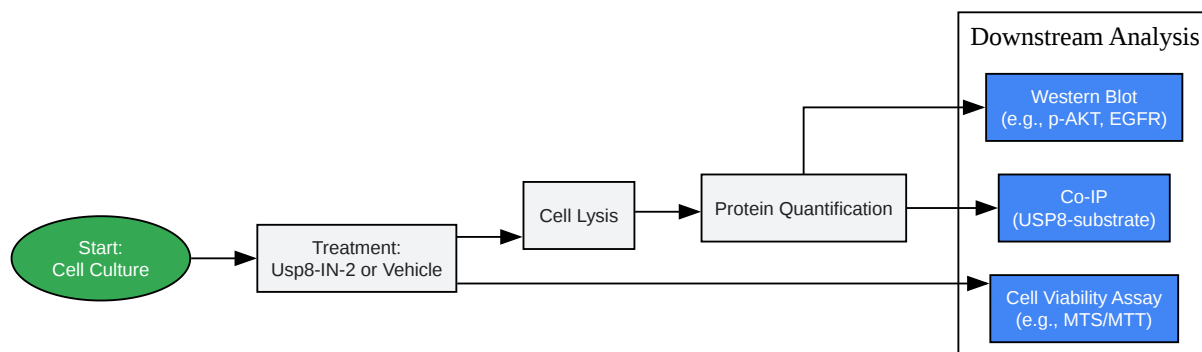 Start:
Cell Culture
Treatment:
Usp8-IN-2 or Vehicle
Cell Lysis
Protein Quantification
Downstream Analysis
Western Blot
(e.g., p-AKT, EGFR)
Co-IP
(USP8-substrate)
Cell Viability Assay
(e.g., MTS/MTT)